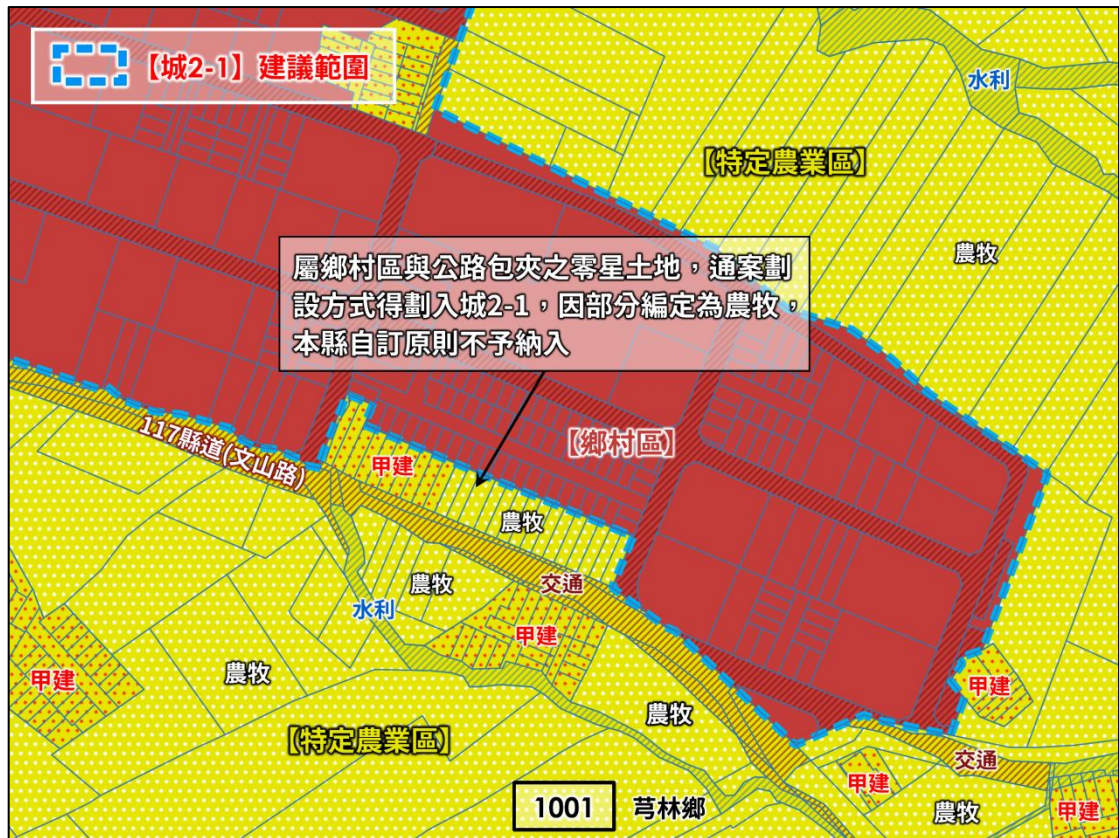 【城2-1】建議範圍
水利
【特定農業區】
農牧
屬鄉村區與公路包夾之零星土地，通案劃
設方式得劃入城2-1，因部分編定為農牧，
本縣自訂原則不予納入
117縣道(文山路)
【鄉村區】
甲建
農牧
農牧
交通
水利
甲建
甲建
農牧
農牧
甲建
【特定農業區】
交通
甲建
農牧
甲建
1001 芎林鄉